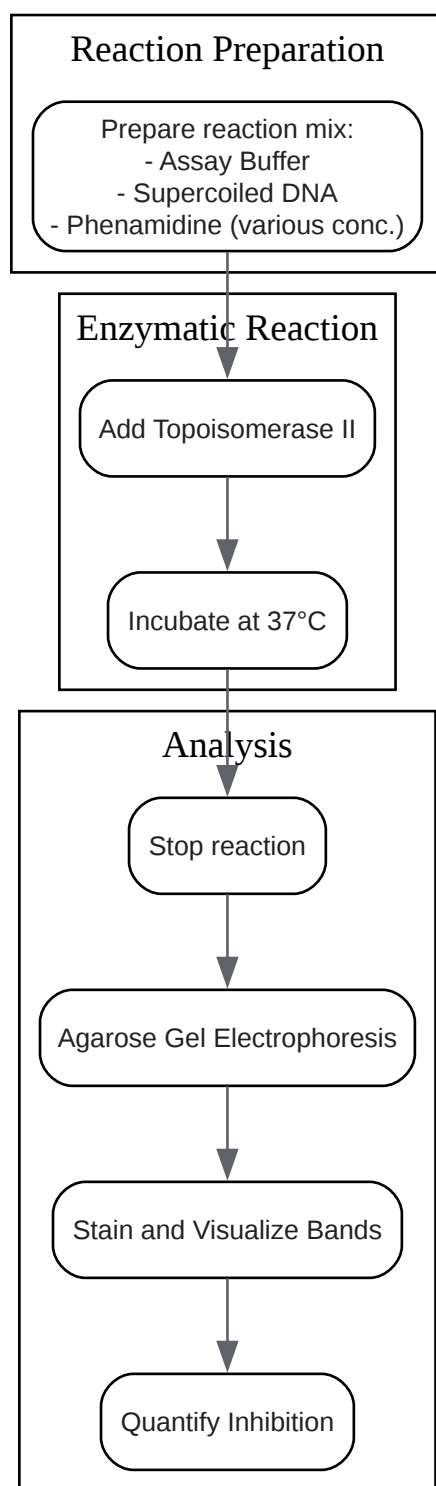 Reaction Preparation
Prepare reaction mix:
- Assay Buffer
- Supercoiled DNA
- Phenamidine (various conc.)
Enzymatic Reaction
Add Topoisomerase II
Incubate at 37°C
Analysis
Stop reaction
Agarose Gel Electrophoresis
Stain and Visualize Bands
Quantify Inhibition